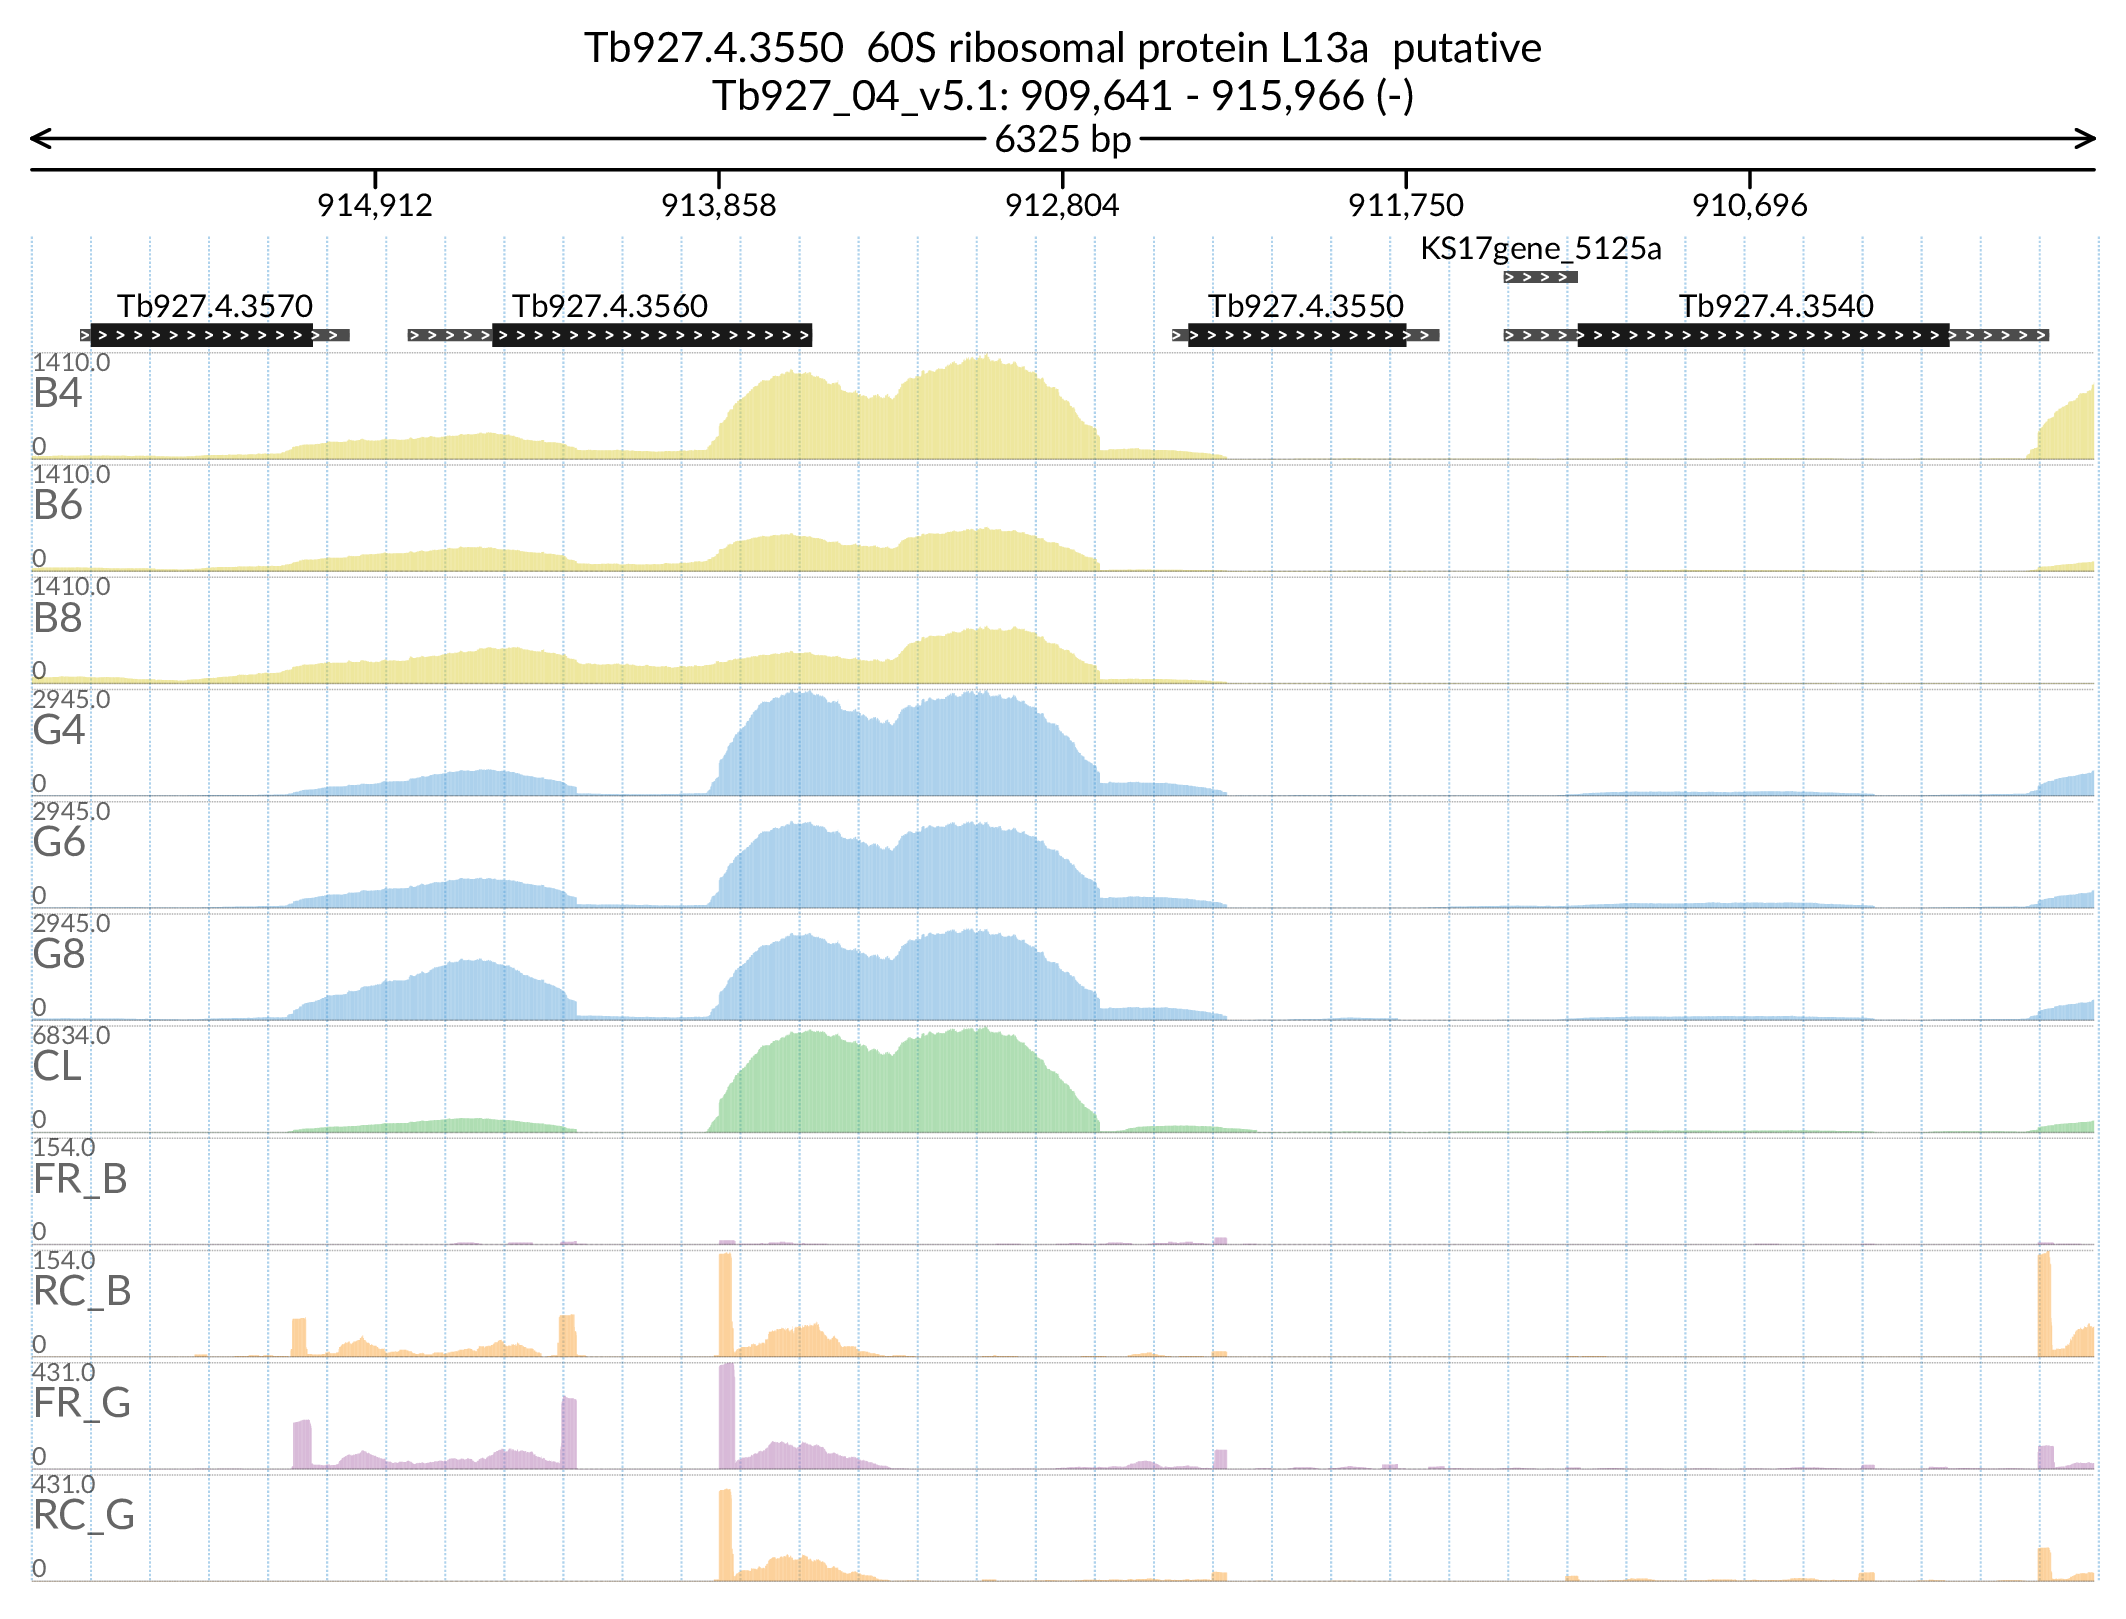 Tb927.4.3550 60S ribosomal protein L13a putative
Tb927_04_v5.1: 909,641 - 915,966 (-)
6325 bp
914,912 913,858 912,804 911,750 910,696
KS17gene_5125a
Tb927.4.3570 Tb927.4.3560 Tb927.4.3550 Tb927.4.3540
1410.0
B4
0
1410.0
B6
0
1410.0
B8
0
2945.0
G4
0
2945.0
G6
0
2945.0
G8
0
6834.0
CL
0
154.0
FR_B
0
154.0
RC_B
0
431.0
FR_G
0
431.0
RC_G
0